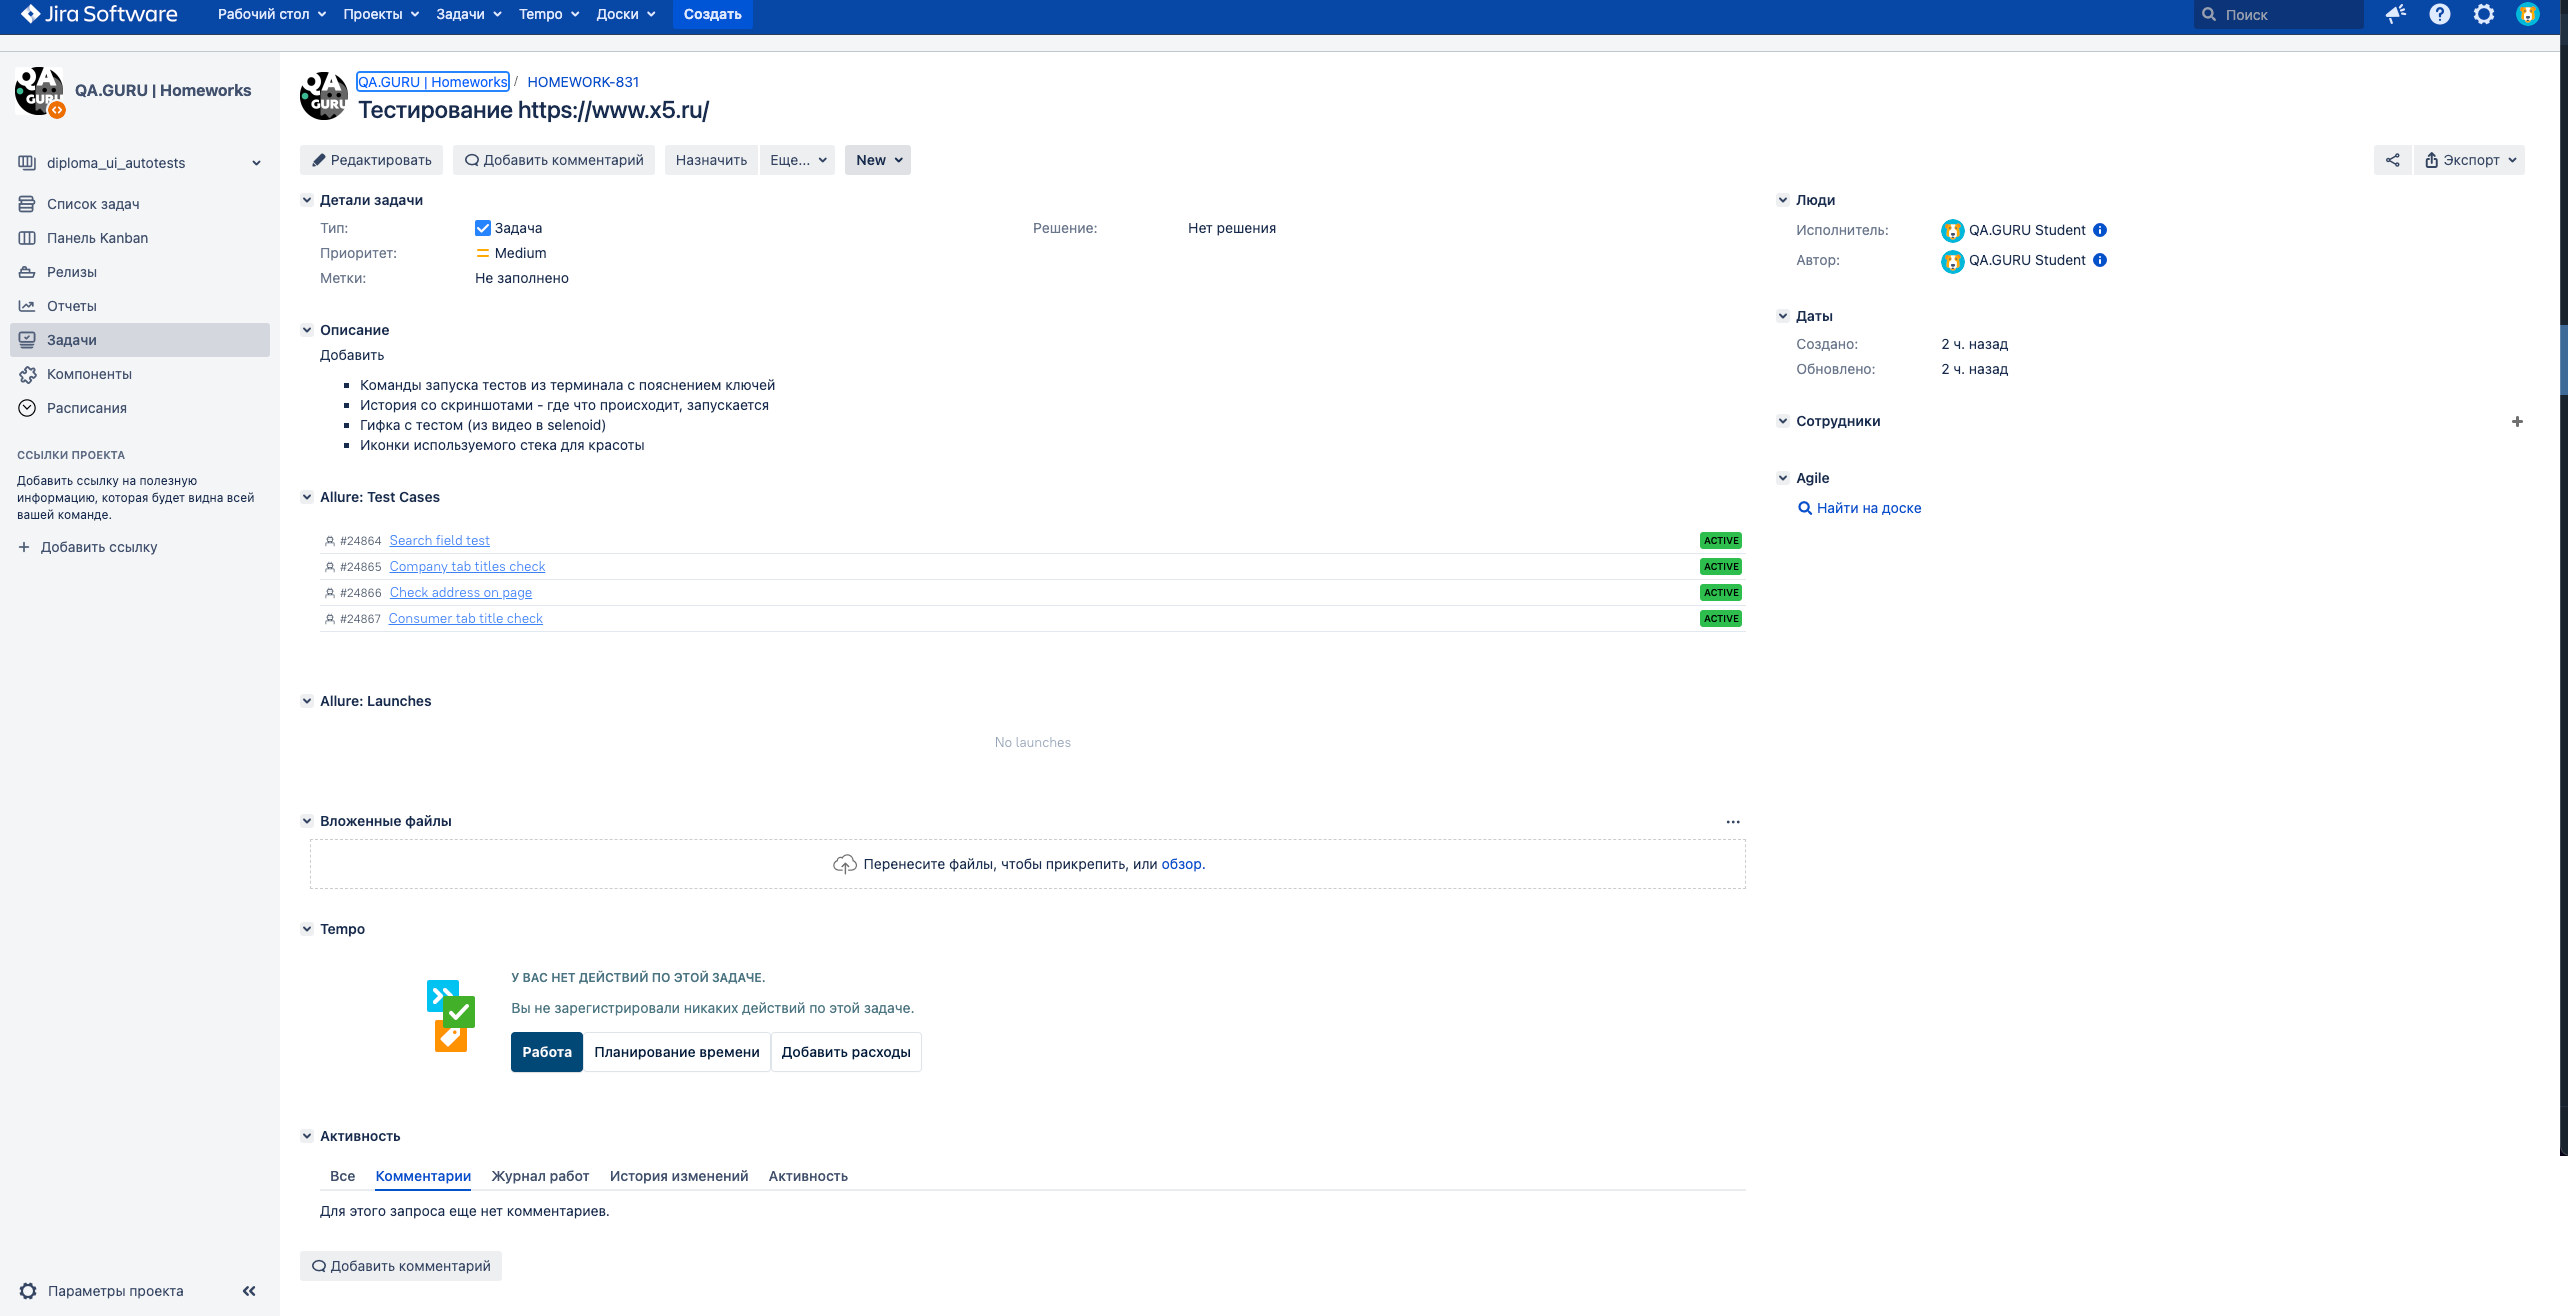 Jira Software Рабочий стол Проекты Задачи Tempo Доски Создать Поиск
QA GURU
QA.GURU | Homeworks
diploma_ui_autotests
Список задач
Панель Kanban
Релизы
Отчеты
Задачи
Компоненты
Расписания
ССЫЛКИ ПРОЕКТА
Добавить ссылку на полезную
информацию, которая будет видна всей
вашей команде.
Добавить ссылку
Параметры проекта
QA GURU
QA.GURU | Homeworks / HOMEWORK-831
Тестирование https://www.x5.ru/
Редактировать Добавить комментарий Назначить Еще... New Экспорт
Детали задачи
Тип: Задача Решение: Нет решения
Приоритет: Medium
Метки: Не заполнено
Описание
Добавить
Команды запуска тестов из терминала с пояснением ключей
История со скриншотами - где что происходит, запускается
Гифка с тестом (из видео в selenoid)
Иконки используемого стека для красоты
Allure: Test Cases
#24864 Search field test ACTIVE
#24865 Company tab titles check ACTIVE
#24866 Check address on page ACTIVE
#24867 Consumer tab title check ACTIVE
Allure: Launches
No launches
Вложенные файлы
Перенесите файлы, чтобы прикрепить, или обзор.
Tempo
У ВАС НЕТ ДЕЙСТВИЙ ПО ЭТОЙ ЗАДАЧЕ.
Вы не зарегистрировали никаких действий по этой задаче.
Работа Планирование времени Добавить расходы
Активность
Все Комментарии Журнал работ История изменений Активность
Для этого запроса еще нет комментариев.
Добавить комментарий
Люди
Исполнитель: QA.GURU Student
Автор: QA.GURU Student
Даты
Создано: 2 ч. назад
Обновлено: 2 ч. назад
Сотрудники
Agile
Найти на доске